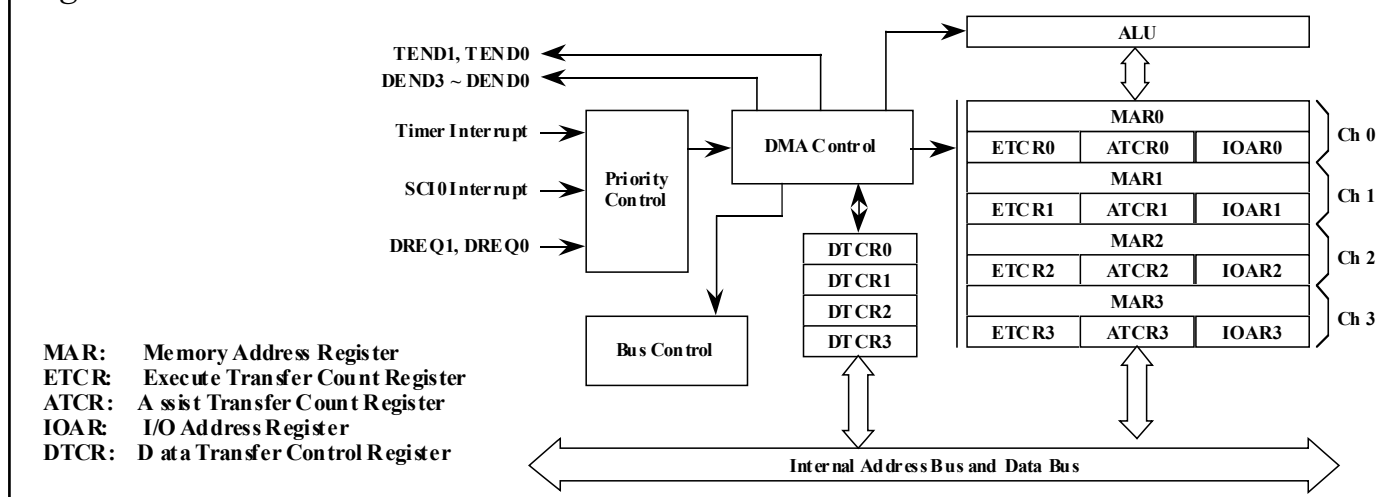 ALU
TEND1, TEND0
DEND3 ~ DEND0
Timer Interrupt
SCI0 Interrupt
DREQ1, DREQ0
Priority
Control
DMA Control
Bus Control
DTCR0
DTCR1
DTCR2
DTCR3
MAR0
ETCR0 ATCR0 IOAR0
Ch 0
MAR1
ETCR1 ATCR1 IOAR1
Ch 1
MAR2
ETCR2 ATCR2 IOAR2
Ch 2
MAR3
ETCR3 ATCR3 IOAR3
Ch 3
MAR: Memory Address Register
ETCR: Execute Transfer Count Register
ATCR: Assist Transfer Count Register
IOAR: I/O Address Register
DTCR: Data Transfer Control Register
Internal Address Bus and Data Bus